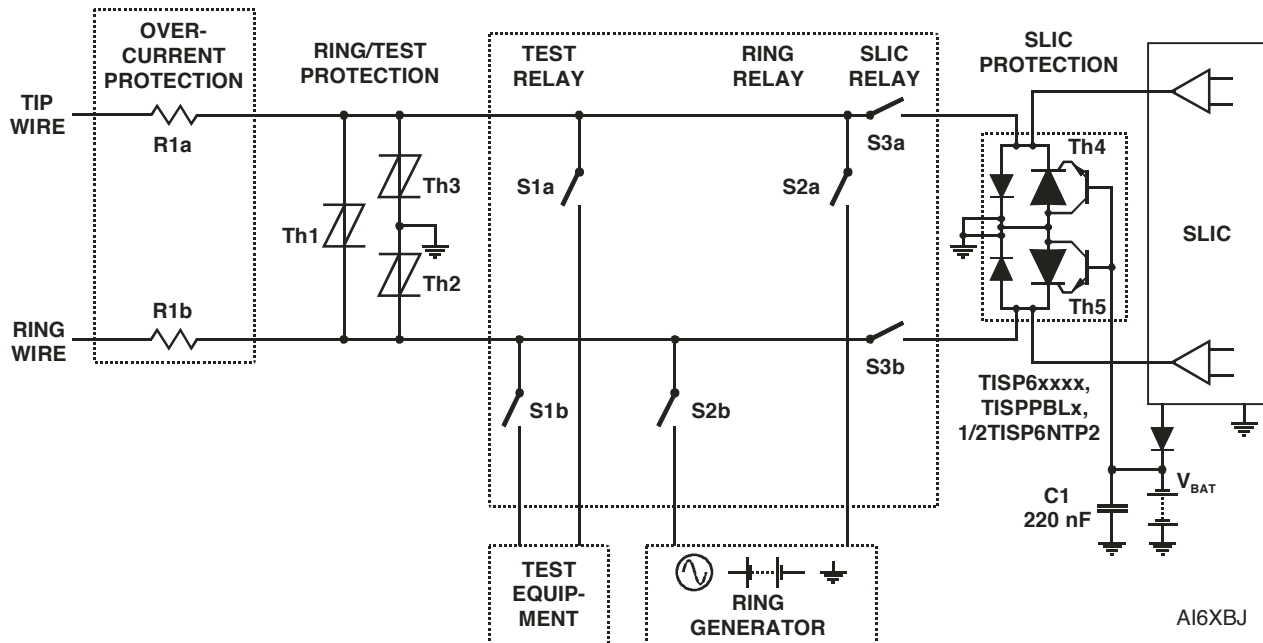 OVER-
CURRENT
PROTECTION
RING/TEST
PROTECTION
TEST
RELAY
RING
RELAY
SLIC
RELAY
SLIC
PROTECTION
TIP
WIRE
R1a
S3a
Th4
Th3
S1a
S2a
Th1
SLIC
Th2
R1b
Th5
RING
WIRE
S3b
S1b
S2b
TISP6xxxx,
TISPPBLx,
1/2TISP6NTP2
C1
220 nF
VBAT
TEST
EQUIP-
MENT
RING
GENERATOR
AI6XBJ